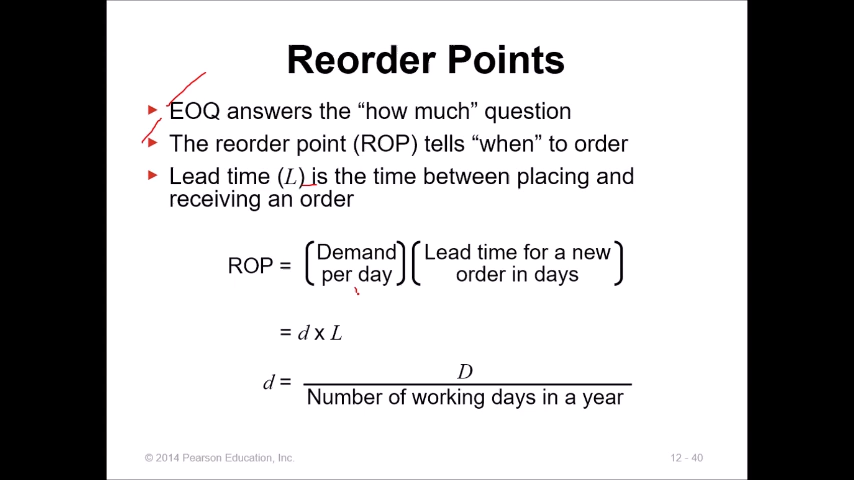 Reorder Points
EOQ answers the “how much” question
The reorder point (ROP) tells “when” to order
Lead time (L) is the time between placing and
receiving an order
ROP = (Demand per day) (Lead time for a new order in days)
= d x L
d = D / Number of working days in a year
© 2014 Pearson Education, Inc.
12 - 40